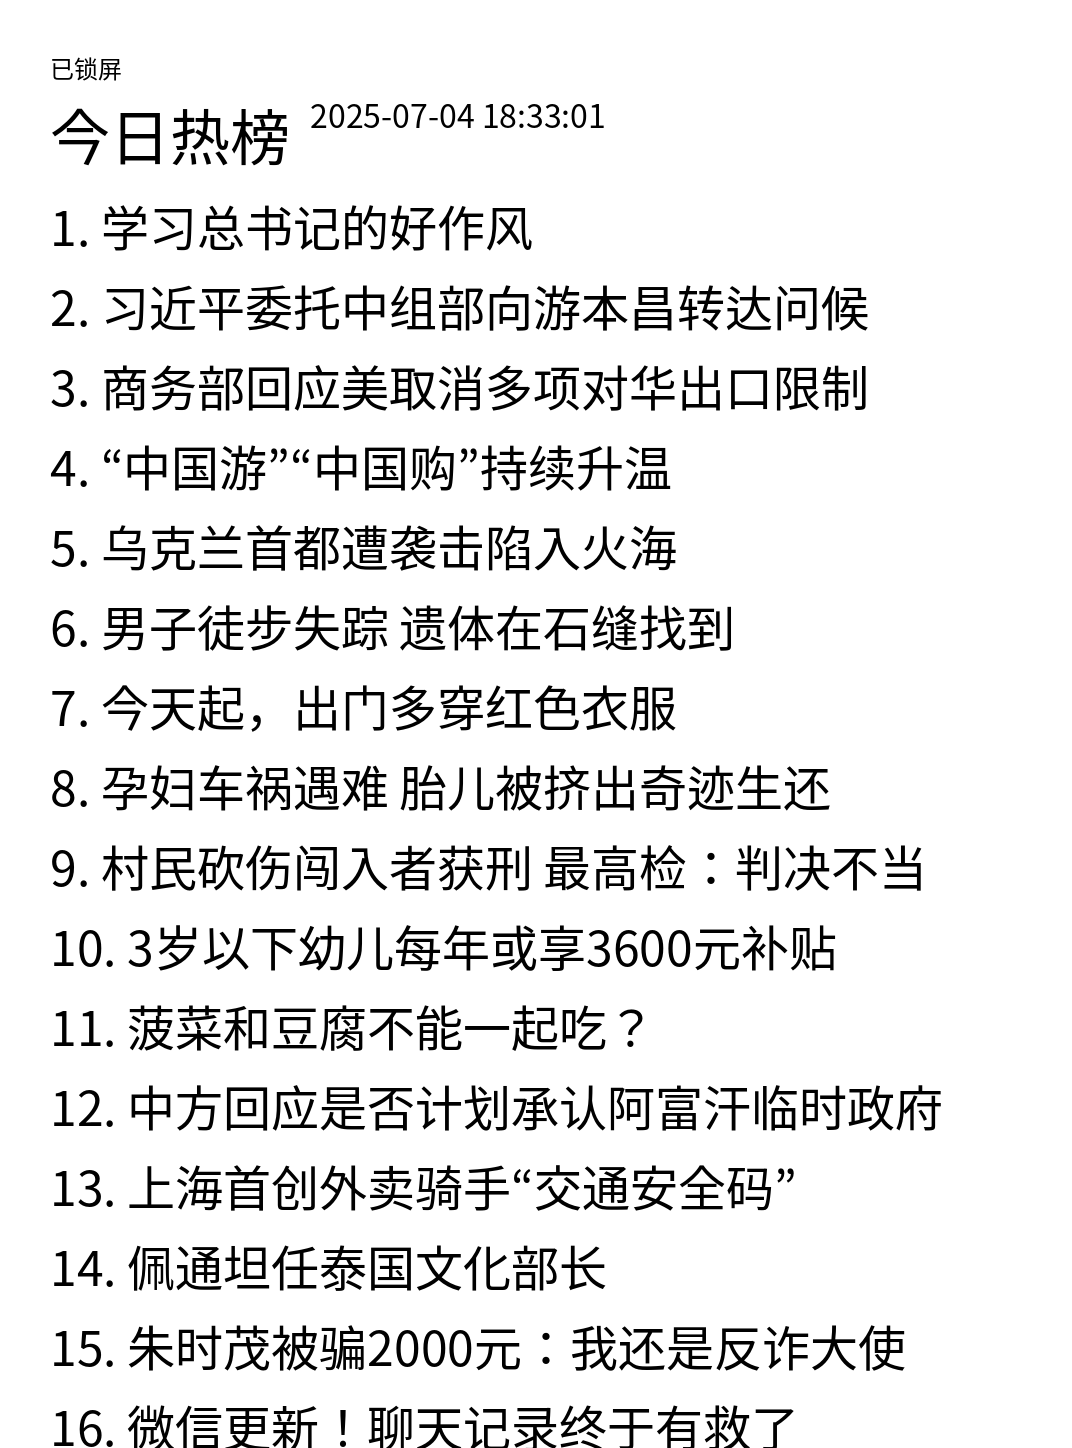 已锁屏
今日热榜 2025-07-04 18:33:01
1. 学习总书记的好作风
2. 习近平委托中组部向游本昌转达问候
3. 商务部回应美取消多项对华出口限制
4. “中国游”“中国购”持续升温
5. 乌克兰首都遭袭击陷入火海
6. 男子徒步失踪 遗体在石缝找到
7. 今天起，出门多穿红色衣服
8. 孕妇车祸遇难 胎儿被挤出奇迹生还
9. 村民砍伤闯入者获刑 最高检：判决不当
10. 3岁以下幼儿每年或享3600元补贴
11. 菠菜和豆腐不能一起吃？
12. 中方回应是否计划承认阿富汗临时政府
13. 上海首创外卖骑手“交通安全码”
14. 佩通坦任泰国文化部长
15. 朱时茂被骗2000元：我还是反诈大使
16. 微信更新！聊天记录终于有救了